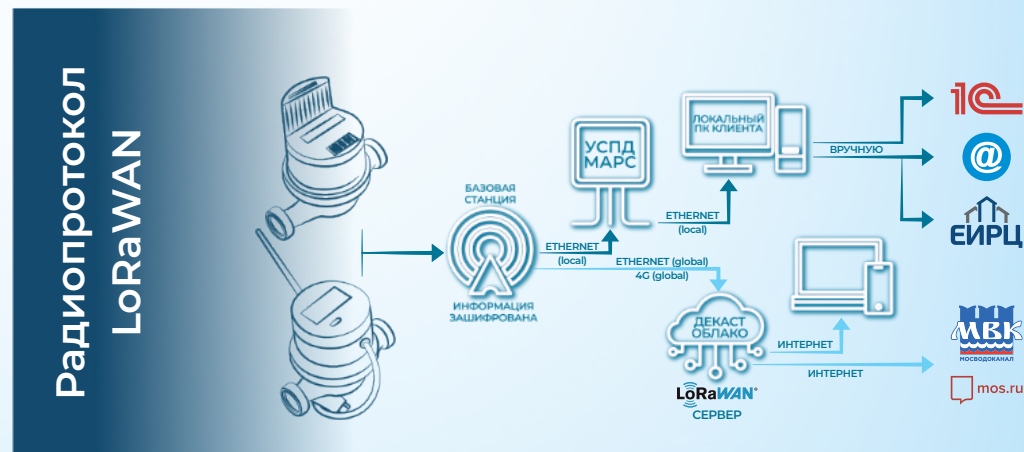 Радиопротокол
LoRaWAN
БАЗОВАЯ
СТАНЦИЯ
ИНФОРМАЦИЯ
ЗАШИФРОВАНА
ETHERNET
(local)
УСПД
МАРС
ETHERNET
(local)
ЛОКАЛЬНЫЙ
ПК КЛИЕНТА
ВРУЧНУЮ
1С
@
ЕИРЦ
ETHERNET (global)
4G (global)
ДЕКАСТ
ОБЛАКО
LoRaWAN®
СЕРВЕР
ИНТЕРНЕТ
ИНТЕРНЕТ
МВК
МОСВОДОКАНАЛ
mos.ru